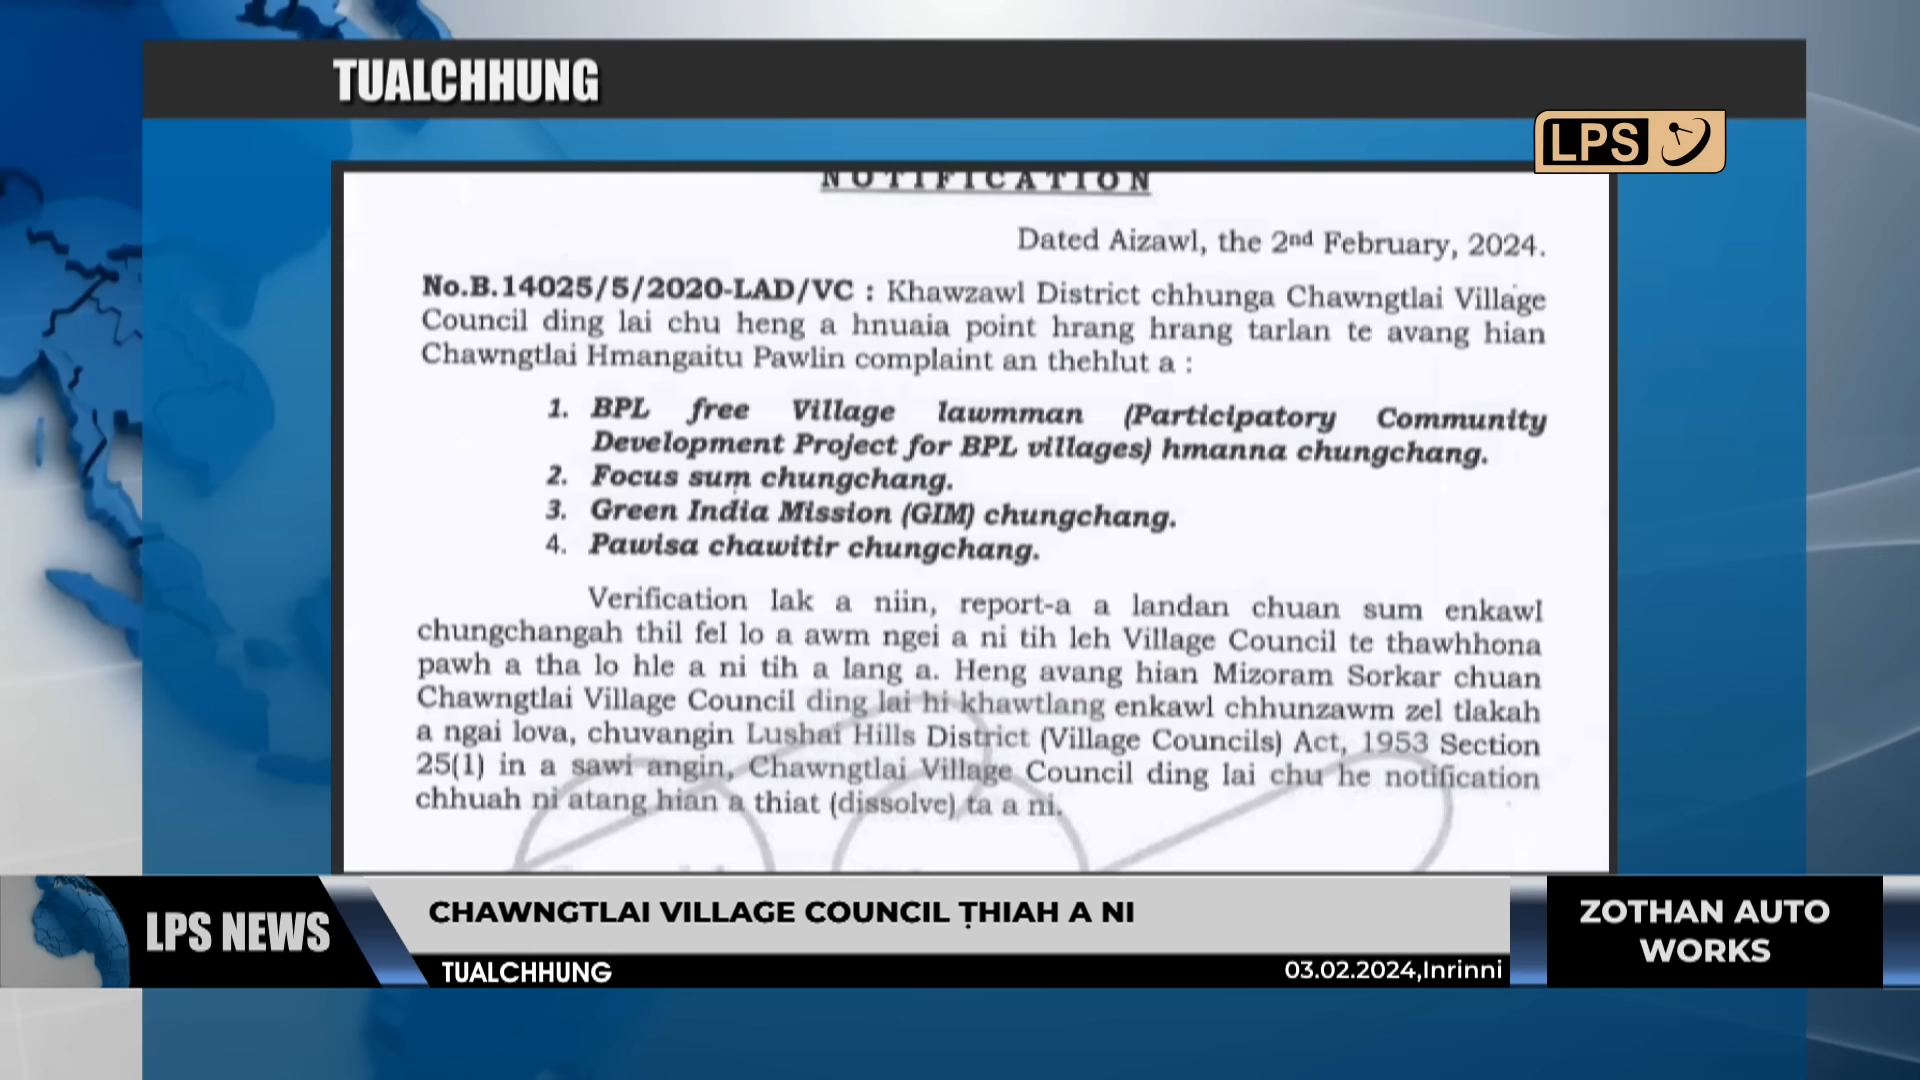 TUALCHHUNG
LPS
NOTIFICATION
Dated Aizawl, the 2nd February, 2024.
No.B.14025/5/2020-LAD/VC : Khawzawl District chhunga Chawngtlai Village
Council ding lai chu heng a hnuaia point hrang hrang tarlan te avang hian
Chawngtlai Hmangaitu Pawlin complaint an thehlut a :
1. BPL free Village lawmman (Participatory Community
Development Project for BPL villages) hmanna chungchang.
2. Focus sum chungchang.
3. Green India Mission (GIM) chungchang.
4. Pawisa chawitir chungchang.
Verification lak a niin, report-a a landan chuan sum enkawl
chungchangah thil fel lo a awm ngei a ni tih leh Village Council te thawhhona
pawh a tha lo hle a ni tih a lang a. Heng avang hian Mizoram Sorkar chuan
Chawngtlai Village Council ding lai hi khawtlang enkawl chhunzawm zel tlakah
a ngai lova, chuvangin Lushai Hills District (Village Councils) Act, 1953 Section
25(1) in a sawi angin, Chawngtlai Village Council ding lai chu he notification
chhuah ni atang hian a thiat (dissolve) ta a ni.
LPS NEWS
CHAWNGTLAI VILLAGE COUNCIL ṬHIAH A NI
TUALCHHUNG
03.02.2024,Inrinni
ZOTHAN AUTO
WORKS